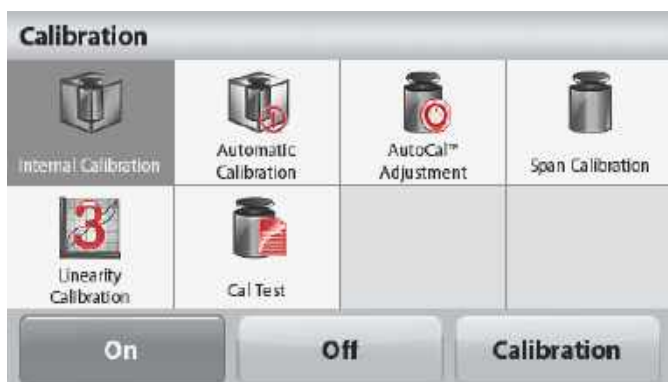 Calibration
Internal Calibration
Automatic
Calibration
AutoCal™
Adjustment
Span Calibration
3
Linearity
Calibration
Cal Test
On
Off
Calibration